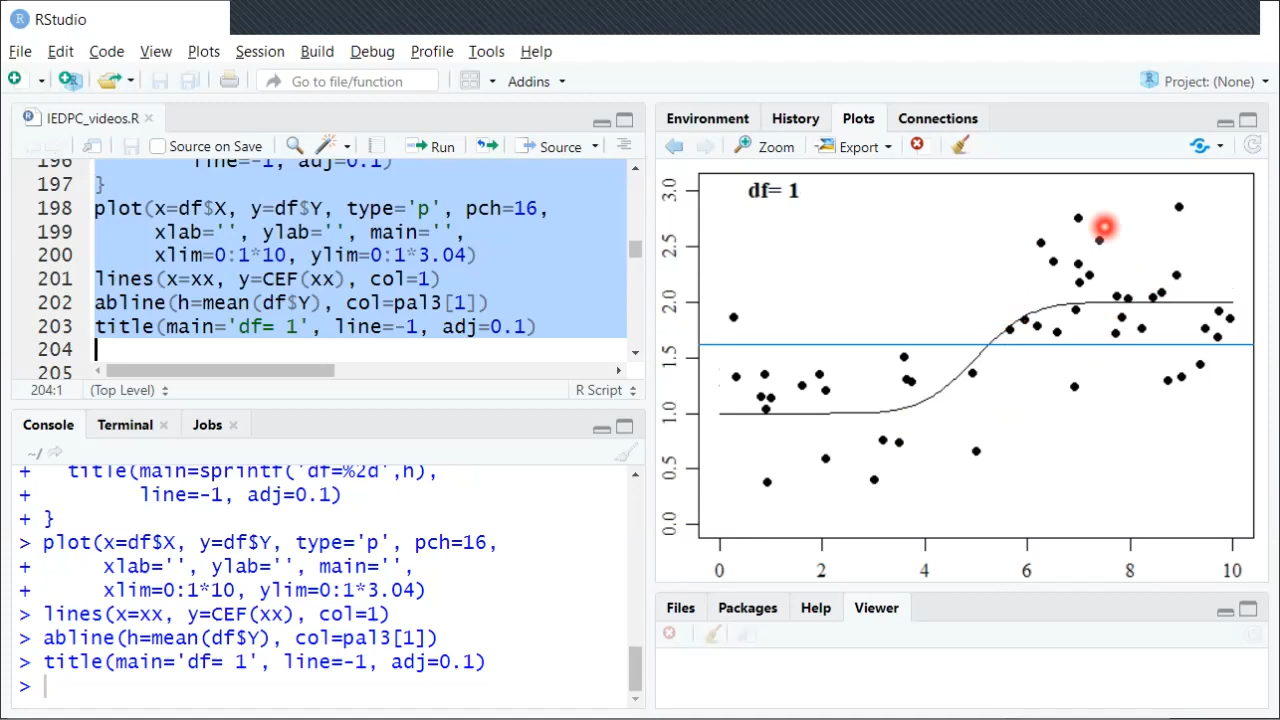 RStudio
File Edit Code View Plots Session Build Debug Profile Tools Help
Go to file/function Addins Project: (None)
IEDPC_videos.R
Source on Save Run Source
196 line=-1, adj=0.1)
197 }
198 plot(x=df$X, y=df$Y, type='p', pch=16,
199 xlab='', ylab='', main='',
200 xlim=0:1*10, ylim=0:1*3.04)
201 lines(x=xx, y=CEF(xx), col=1)
202 abline(h=mean(df$Y), col=pal3[1])
203 title(main='df= 1', line=-1, adj=0.1)
204
205
204:1 (Top Level) R Script
Console Terminal Jobs
~/
+ title(main=sprintf('df=%2d',h),
+ line=-1, adj=0.1)
+ }
> plot(x=df$X, y=df$Y, type='p', pch=16,
+ xlab='', ylab='', main='',
+ xlim=0:1*10, ylim=0:1*3.04)
> lines(x=xx, y=CEF(xx), col=1)
> abline(h=mean(df$Y), col=pal3[1])
> title(main='df= 1', line=-1, adj=0.1)
>
Environment History Plots Connections
Zoom Export
df= 1
3.0
2.5
2.0
1.5
1.0
0.5
0.0
0 2 4 6 8 10
Files Packages Help Viewer